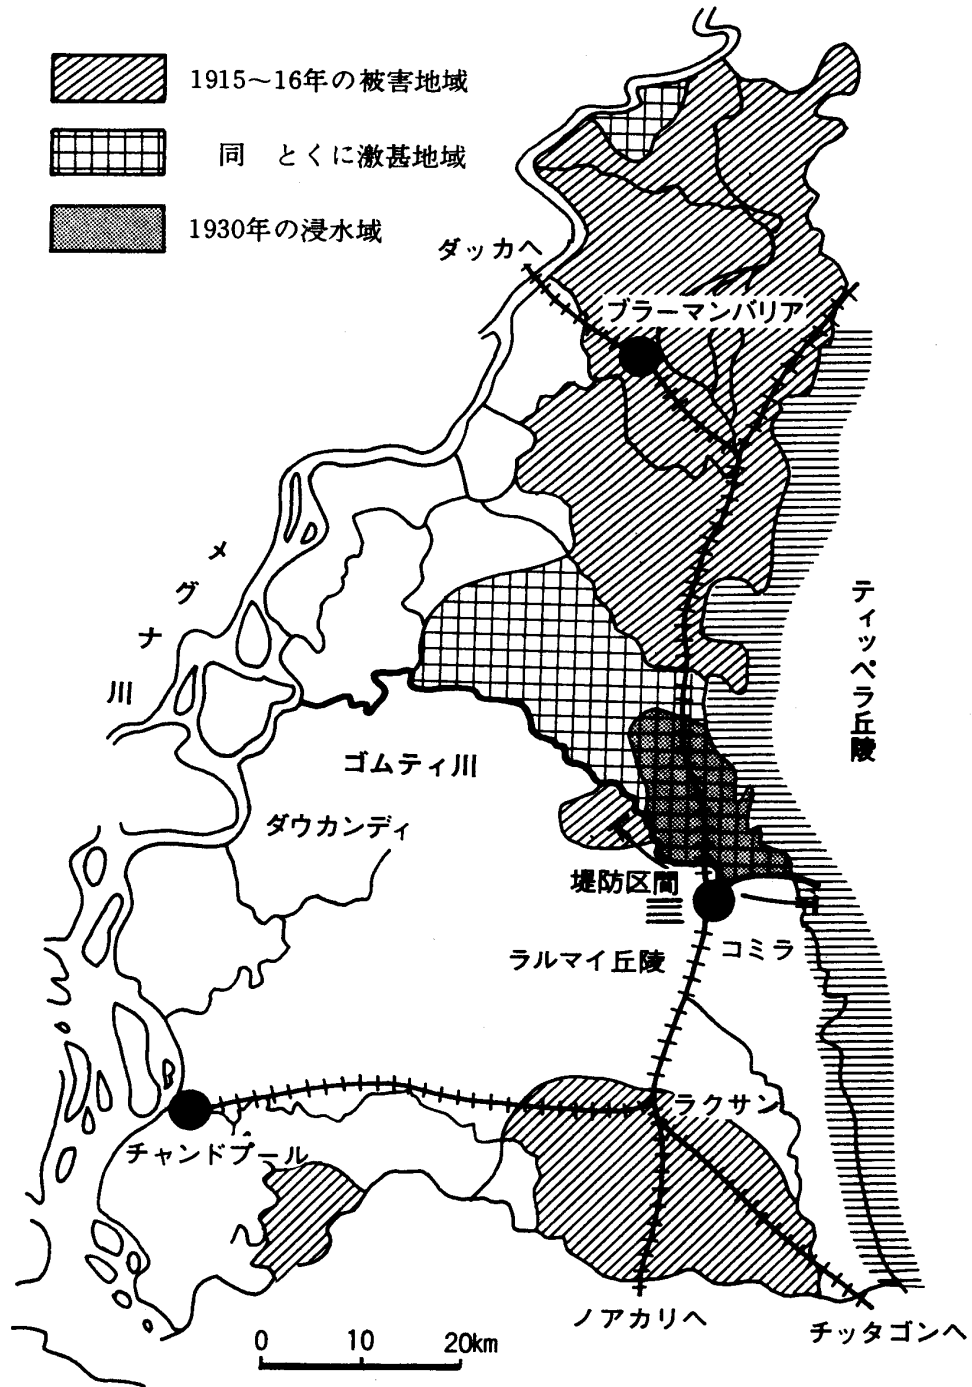 1915～16年の被害地域
同　とくに激甚地域
1930年の浸水域
ダッカへ
ブラーマンバリア
メグナ川
ティッペラ丘陵
ゴムティ川
ダウカンディ
堤防区間
コミラ
ラルマイ丘陵
ラクサン
チャンドプール
ノアカリへ
チッタゴンへ
0　10　20km